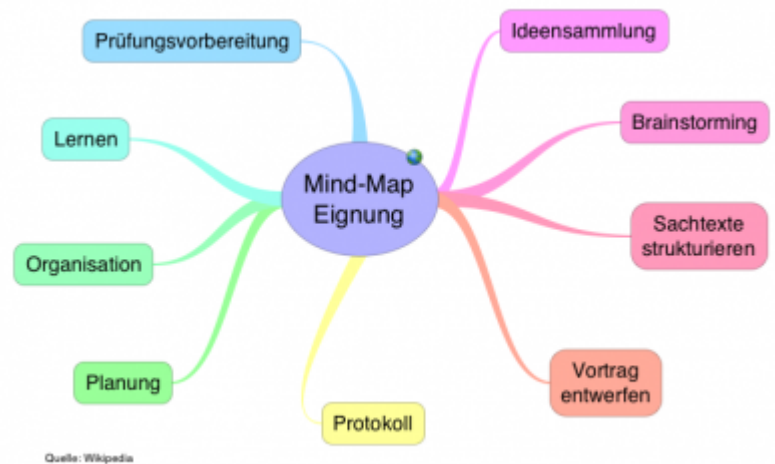 Prüfungsvorbereitung
Ideensammlung
Brainstorming
Lernen
Mind-Map
Eignung
Sachtexte
strukturieren
Organisation
Vortrag
entwerfen
Planung
Protokoll
Quelle: Wikipedia